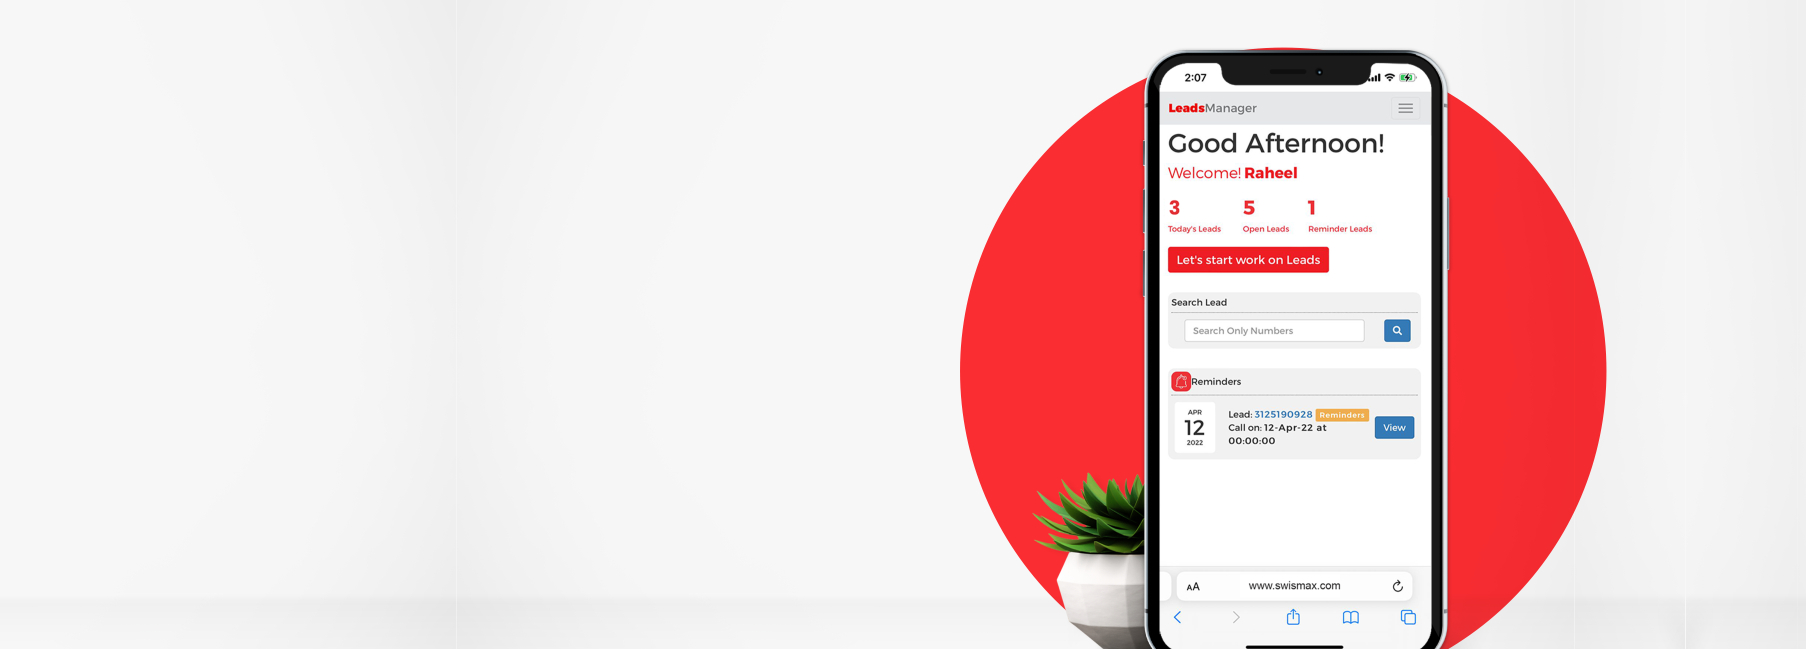 2:07
LeadsManager
Good Afternoon!
Welcome! Raheel
3 5 1
Today's Leads Open Leads Reminder Leads
Let's start work on Leads
Search Lead
Search Only Numbers
Reminders
APR
12
2022
Lead: 3125190928 Reminders
Call on: 12-Apr-22 at
00:00:00
View
AA www.swismax.com